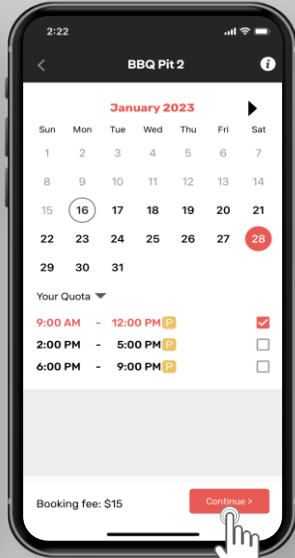 2:22
BBQ Pit 2
i
January 2023
Sun Mon Tue Wed Thu Fri Sat
1 2 3 4 5 6 7
8 9 10 11 12 13 14
15 16 17 18 19 20 21
22 23 24 25 26 27 28
29 30 31
Your Quota
9:00 AM - 12:00 PM P
2:00 PM - 5:00 PM P
6:00 PM - 9:00 PM P
Booking fee: $15
Continue >